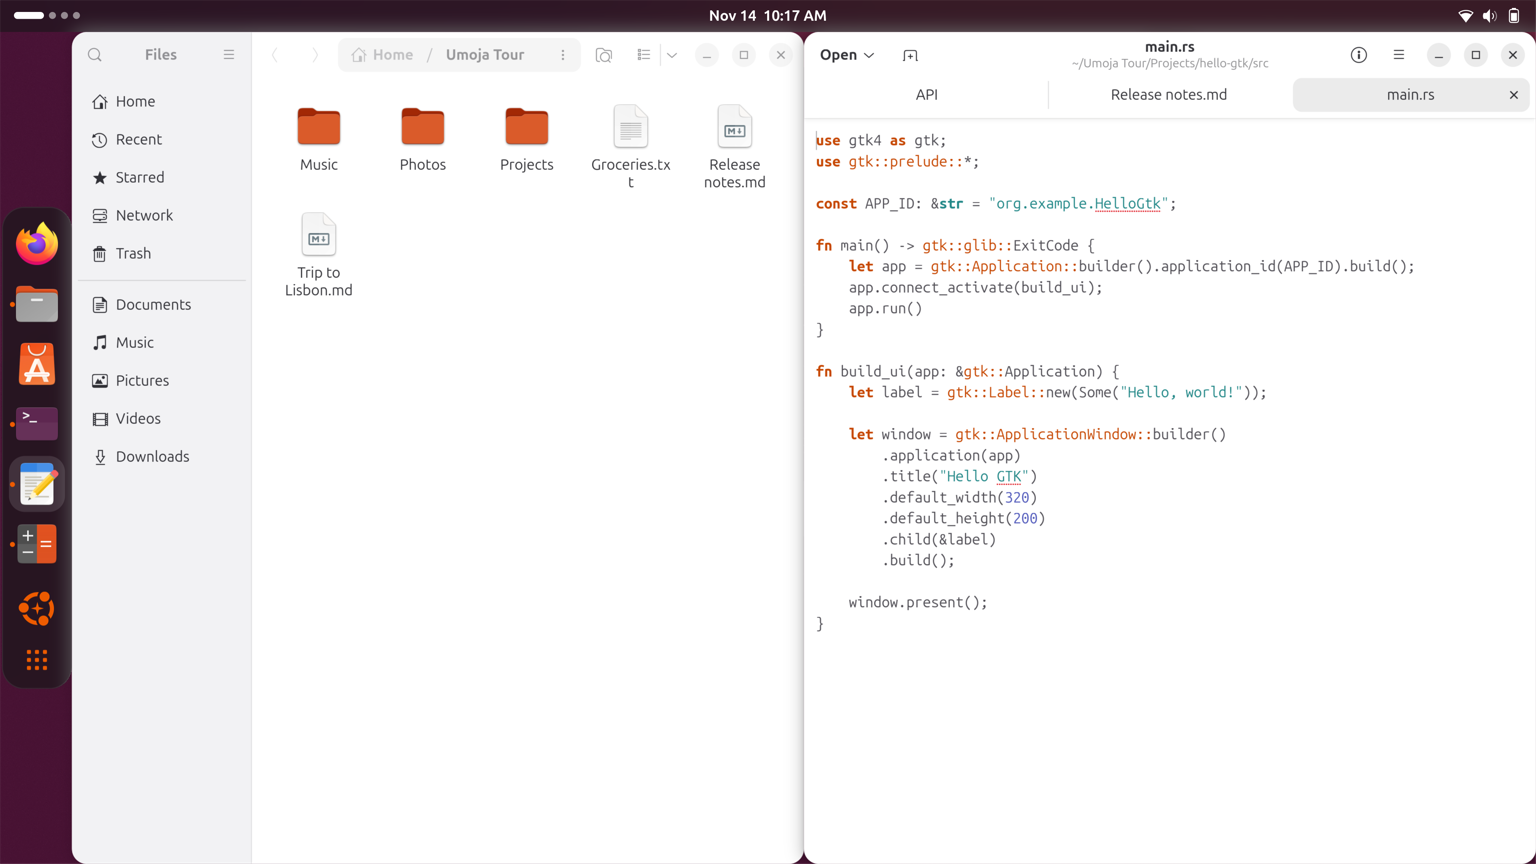 Nov 14 10:17 AM
Files
Home / Umoja Tour
Home
Recent
Starred
Network
Trash
Documents
Music
Pictures
Videos
Downloads
Music
Photos
Projects
Groceries.tx
t
Release
notes.md
Trip to
Lisbon.md
Open
main.rs
~/Umoja Tour/Projects/hello-gtk/src
API
Release notes.md
main.rs
use gtk4 as gtk;
use gtk::prelude::*;
const APP_ID: &str = "org.example.HelloGtk";
fn main() -> gtk::glib::ExitCode {
    let app = gtk::Application::builder().application_id(APP_ID).build();
    app.connect_activate(build_ui);
    app.run()
}
fn build_ui(app: &gtk::Application) {
    let label = gtk::Label::new(Some("Hello, world!"));
    let window = gtk::ApplicationWindow::builder()
        .application(app)
        .title("Hello GTK")
        .default_width(320)
        .default_height(200)
        .child(&label)
        .build();
    window.present();
}